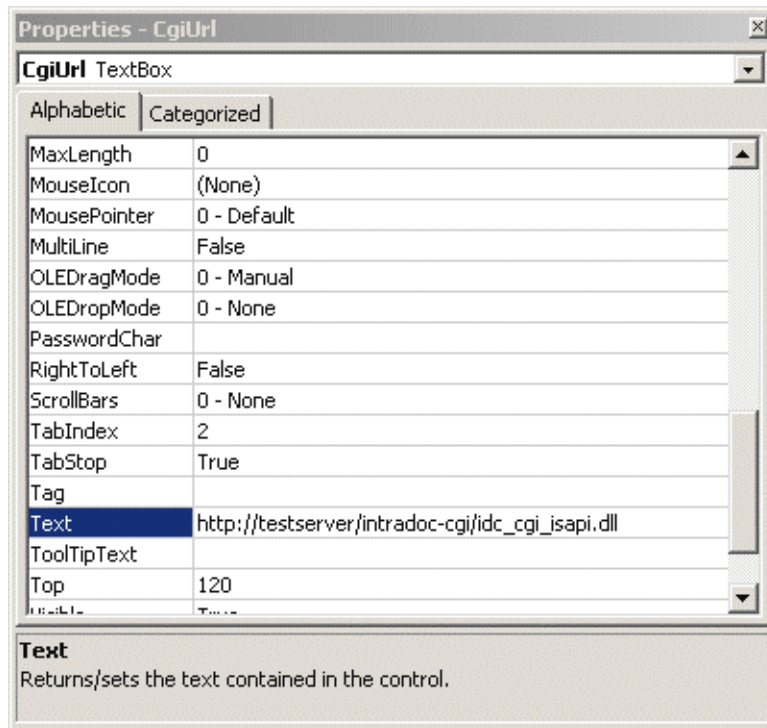 Properties - CgiUrl
CgiUrl TextBox
Alphabetic Categorized
MaxLength 0
MouseIcon (None)
MousePointer 0 - Default
MultiLine False
OLEDragMode 0 - Manual
OLEDropMode 0 - None
PasswordChar
RightToLeft False
ScrollBars 0 - None
TabIndex 2
TabStop True
Tag
Text http://testserver/intradoc-cgi/idc_cgi_isapi.dll
ToolTipText
Top 120
Visible True
Text
Returns/sets the text contained in the control.